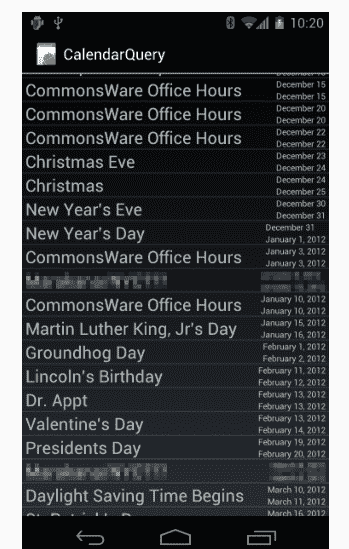 10:20
CalendarQuery
CommonsWare Office Hours
December 15
December 15
CommonsWare Office Hours
December 20
December 20
CommonsWare Office Hours
December 22
December 22
Christmas Eve
December 23
December 24
Christmas
December 24
December 25
New Year's Eve
December 30
December 31
New Year's Day
December 31
January 1, 2012
CommonsWare Office Hours
January 3, 2012
January 3, 2012
CommonsWare Office Hours
January 10, 2012
January 10, 2012
Martin Luther King, Jr's Day
January 15, 2012
January 16, 2012
Groundhog Day
February 1, 2012
February 2, 2012
Lincoln's Birthday
February 11, 2012
February 12, 2012
Dr. Appt
February 13, 2012
February 13, 2012
Valentine's Day
February 13, 2012
February 14, 2012
Presidents Day
February 19, 2012
February 20, 2012
Daylight Saving Time Begins
March 10, 2012
March 11, 2012
March 16, 2012